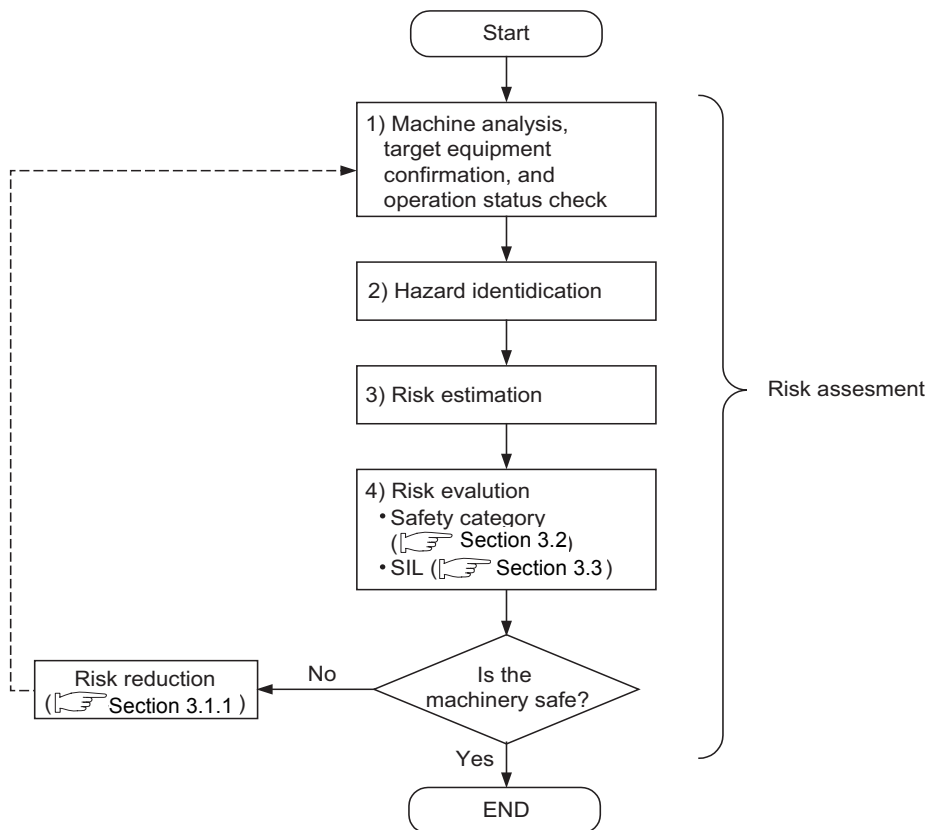 Start
1) Machine analysis,
target equipment
confirmation, and
operation status check
2) Hazard identidication
3) Risk estimation
Risk assesment
4) Risk evalution
・Safety category
( Section 3.2)
・SIL ( Section 3.3 )
Is the
machinery safe?
No
Risk reduction
( Section 3.1.1 )
Yes
END